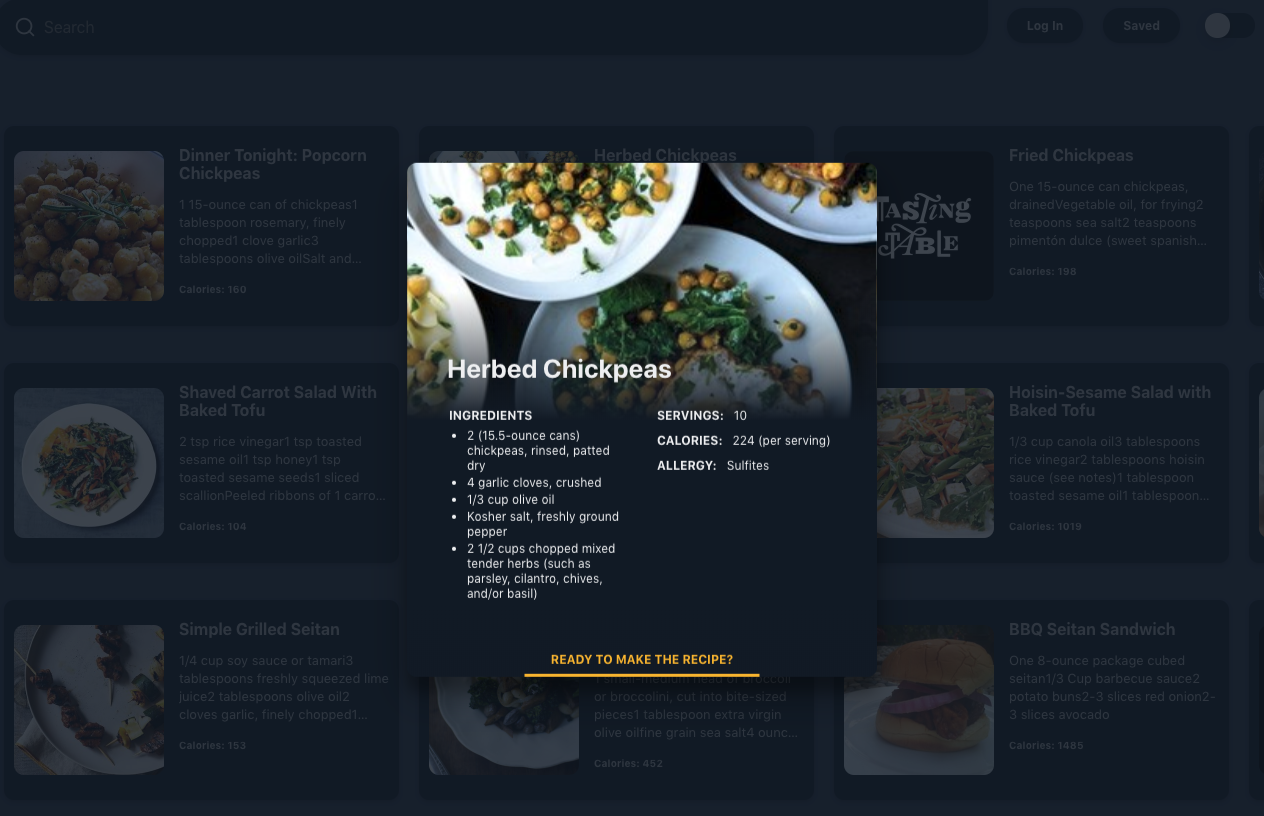 Search
Log In
Saved
Dinner Tonight: Popcorn
Chickpeas
1 15-ounce can of chickpeas1
tablespoon rosemary, finely
chopped1 clove garlic3
tablespoons olive oilSalt and...
Calories: 160
Herbed Chickpeas
Fried Chickpeas
One 15-ounce can chickpeas,
drainedVegetable oil, for frying2
teaspoons sea salt2 teaspoons
pimentón dulce (sweet spanish...
Calories: 198
TASTING
TABLE
Herbed Chickpeas
INGREDIENTS
• 2 (15.5-ounce cans)
chickpeas, rinsed, patted
dry
• 4 garlic cloves, crushed
• 1/3 cup olive oil
• Kosher salt, freshly ground
pepper
• 2 1/2 cups chopped mixed
tender herbs (such as
parsley, cilantro, chives,
and/or basil)
SERVINGS: 10
CALORIES: 224 (per serving)
ALLERGY: Sulfites
READY TO MAKE THE RECIPE?
Shaved Carrot Salad With
Baked Tofu
2 tsp rice vinegar1 tsp toasted
sesame oil1 tsp honey1 tsp
toasted sesame seeds1 sliced
scallionPeeled ribbons of 1 carro...
Calories: 104
Hoisin-Sesame Salad with
Baked Tofu
1/3 cup canola oil3 tablespoons
rice vinegar2 tablespoons hoisin
sauce (see notes)1 tablespoon
toasted sesame oil1 tablespoon...
Calories: 1019
Simple Grilled Seitan
1/4 cup soy sauce or tamari3
tablespoons freshly squeezed lime
juice2 tablespoons olive oil2
cloves garlic, finely chopped1...
Calories: 153
1 small-medium head of broccoli
or broccolini, cut into bite-sized
pieces1 tablespoon extra virgin
olive oilfine grain sea salt4 ounc...
Calories: 452
BBQ Seitan Sandwich
One 8-ounce package cubed
seitan1/3 Cup barbecue sauce2
potato buns2-3 slices red onion2-
3 slices avocado
Calories: 1485